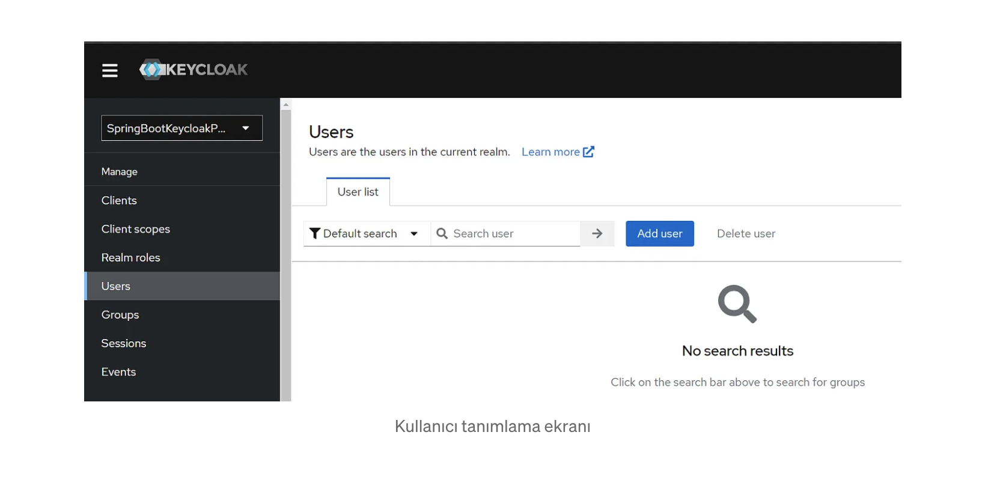 KEYCLOAK
SpringBootKeycloakP...
Manage
Clients
Client scopes
Realm roles
Users
Groups
Sessions
Events
Users
Users are the users in the current realm. Learn more
User list
Default search Search user Add user Delete user
No search results
Click on the search bar above to search for groups
Kullanıcı tanımlama ekranı